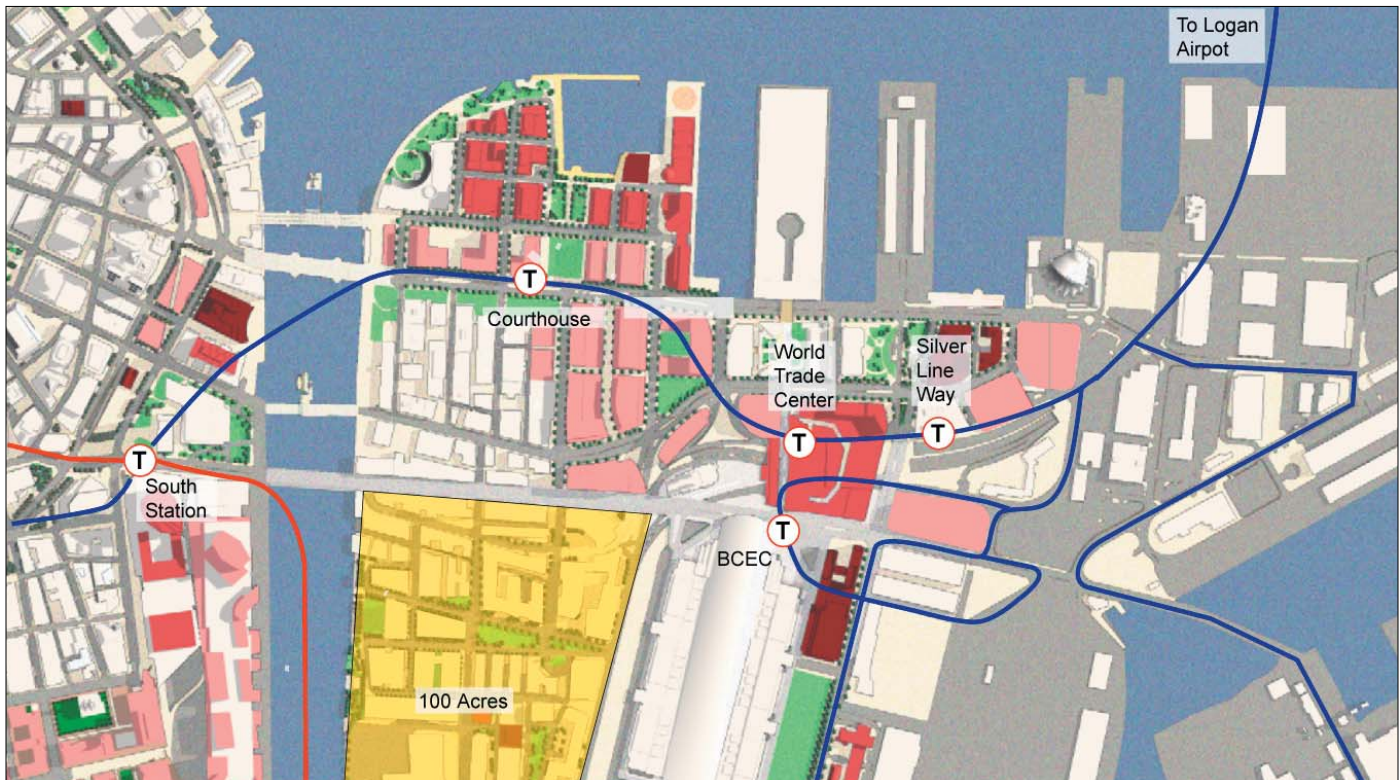 To Logan
Airpot
T
Courthouse
World
Trade
Center
Silver
Line
Way
T
T
T
South
Station
T
BCEC
100 Acres